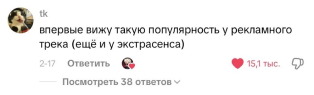 tk
впервые вижу такую популярность у рекламного
трека (ещё и у экстрасенса)
2-17 Ответить 15,1 тыс.
Посмотреть 38 ответов